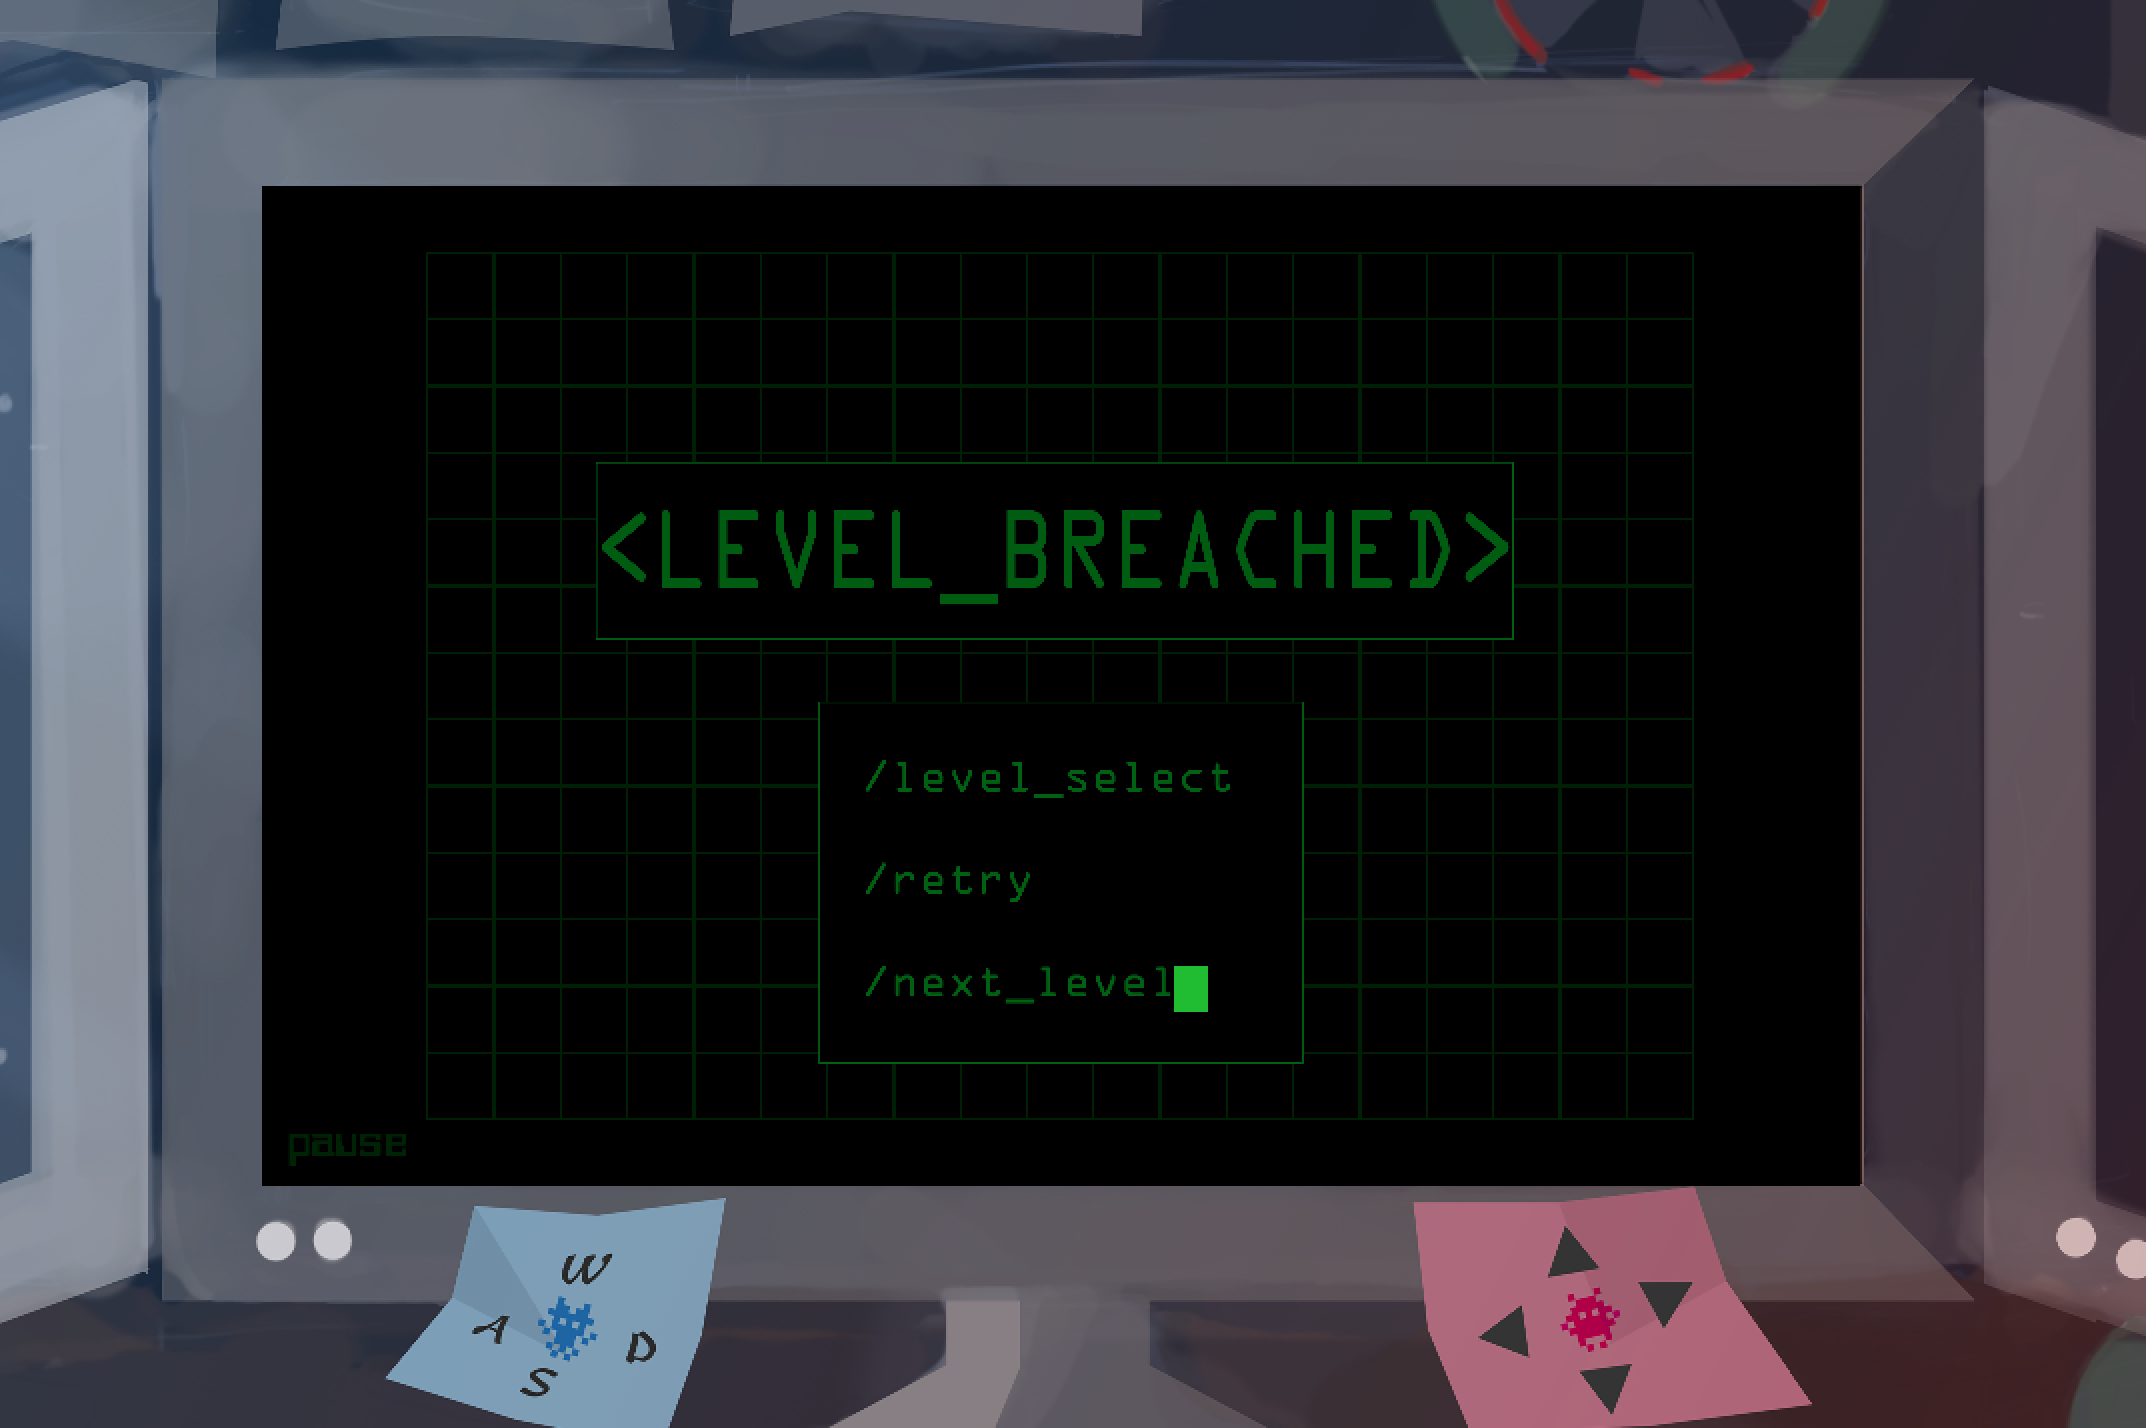 <LEVEL_BREACHED>
/level_select
/retry
/next_level
pause
W
A
D
S